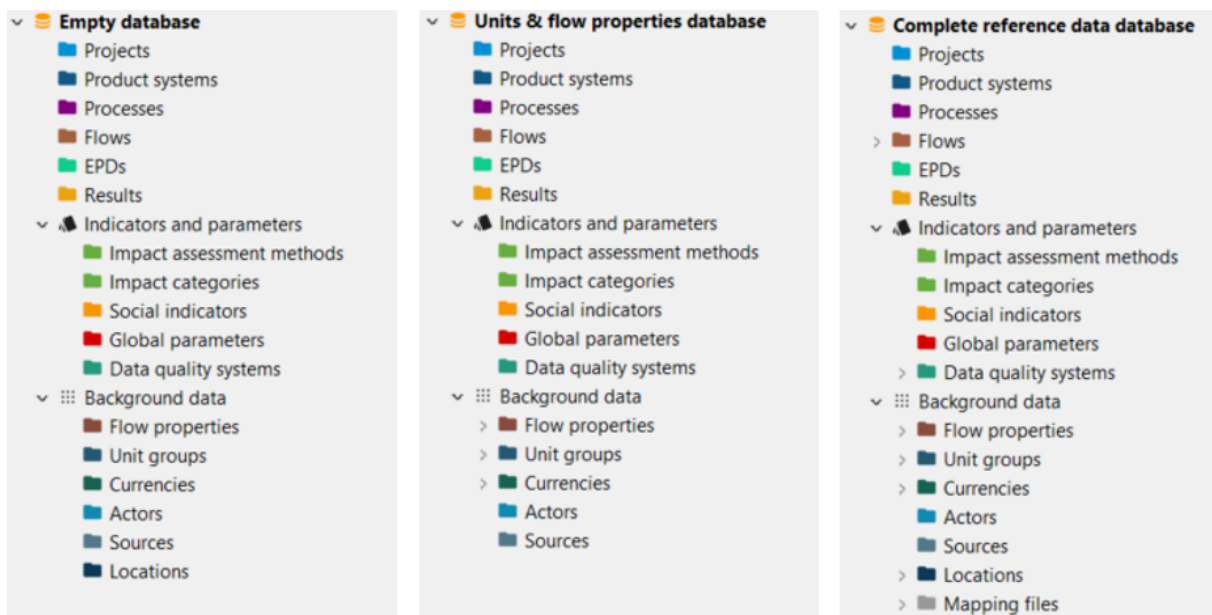 Empty database
Projects
Product systems
Processes
Flows
EPDs
Results
Indicators and parameters
Impact assessment methods
Impact categories
Social indicators
Global parameters
Data quality systems
Background data
Flow properties
Unit groups
Currencies
Actors
Sources
Locations
Units & flow properties database
Projects
Product systems
Processes
Flows
EPDs
Results
Indicators and parameters
Impact assessment methods
Impact categories
Social indicators
Global parameters
Data quality systems
Background data
Flow properties
Unit groups
Currencies
Actors
Sources
Complete reference data database
Projects
Product systems
Processes
Flows
EPDs
Results
Indicators and parameters
Impact assessment methods
Impact categories
Social indicators
Global parameters
Data quality systems
Background data
Flow properties
Unit groups
Currencies
Actors
Sources
Locations
Mapping files